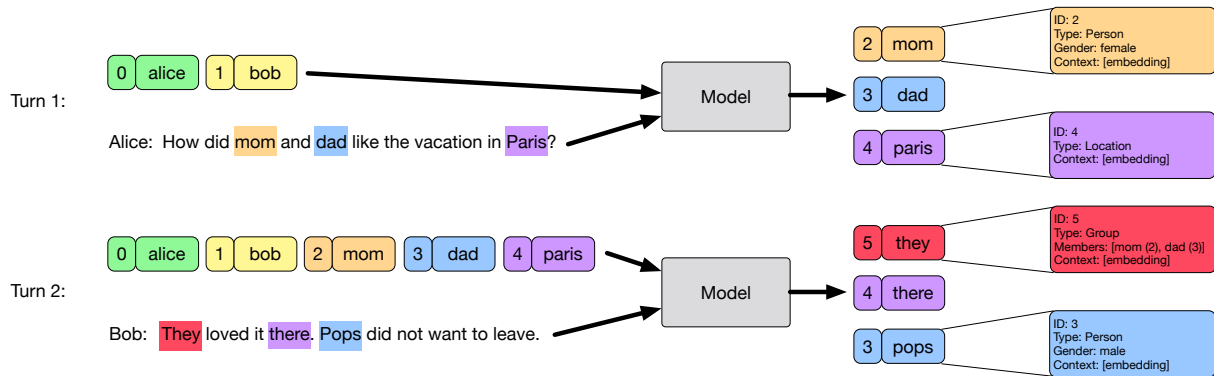 Turn 1:
0 alice 1 bob
Alice: How did mom and dad like the vacation in Paris?
Model
2 mom
3 dad
4 paris
ID: 2
Type: Person
Gender: female
Context: [embedding]
ID: 4
Type: Location
Context: [embedding]
Turn 2:
0 alice 1 bob 2 mom 3 dad 4 paris
Bob: They loved it there. Pops did not want to leave.
Model
5 they
4 there
3 pops
ID: 5
Type: Group
Members: [mom (2), dad (3)]
Context: [embedding]
ID: 3
Type: Person
Gender: male
Context: [embedding]